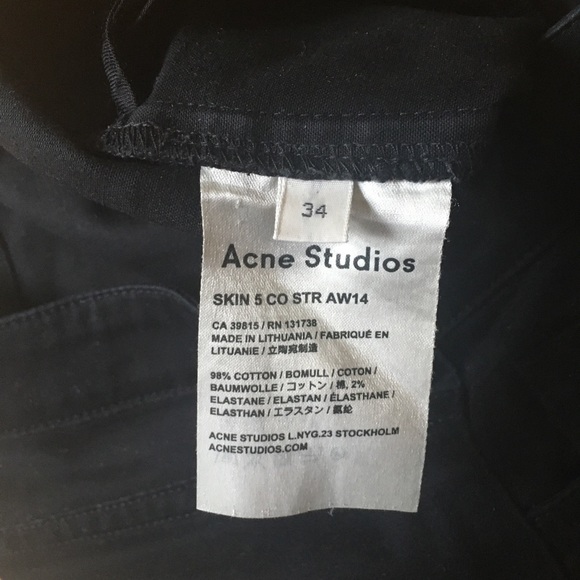 34
Acne Studios
SKIN 5 CO STR AW14
CA 39815 / RN 131738
MADE IN LITHUANIA / FABRIQUÉ EN
LITUANIE / 立陶宛制造
98% COTTON / BOMULL / COTON /
BAUMWOLLE / コットン / 棉, 2%
ELASTANE / ELASTAN / ÉLASTHANE /
ELASTHAN / エラスタン / 氨纶
ACNE STUDIOS L.NYG.23 STOCKHOLM
ACNESTUDIOS.COM